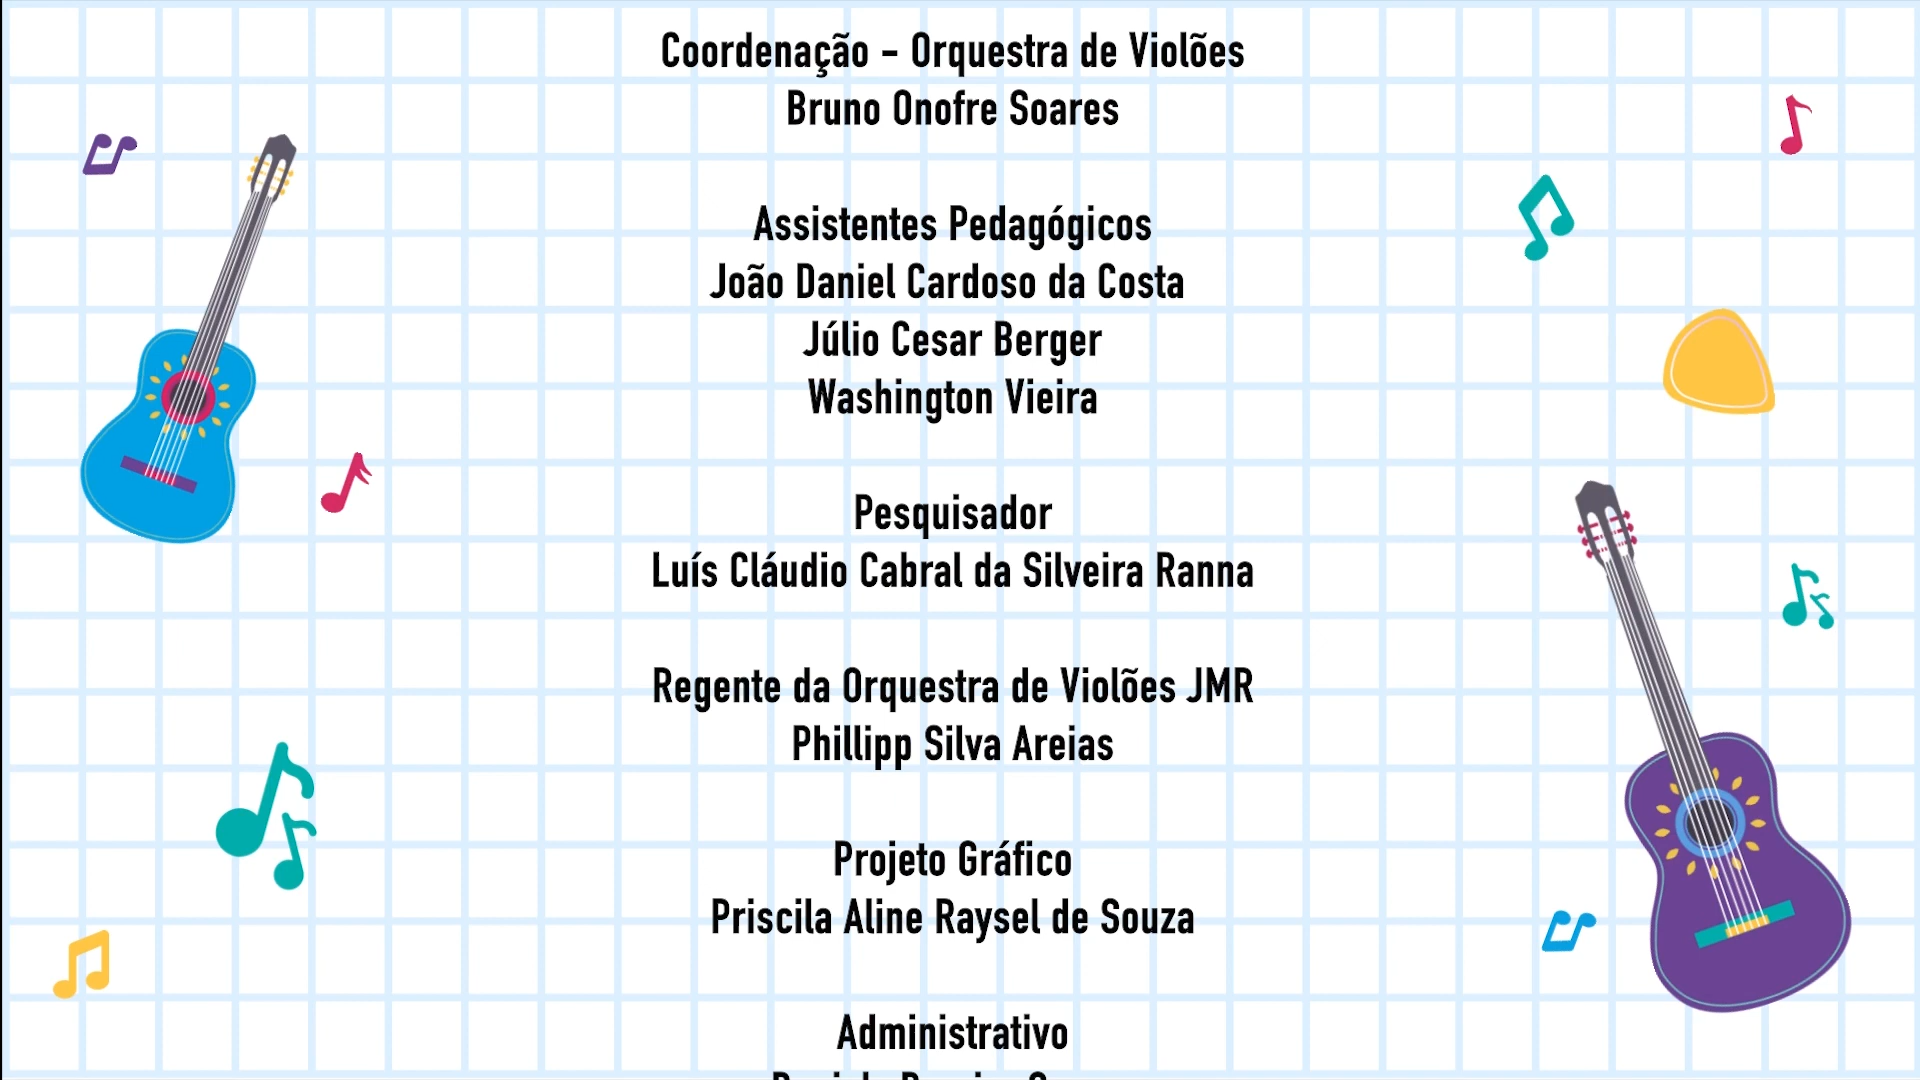 Coordenação - Orquestra de Violões
Bruno Onofre Soares
Assistentes Pedagógicos
João Daniel Cardoso da Costa
Júlio Cesar Berger
Washington Vieira
Pesquisador
Luís Cláudio Cabral da Silveira Ranna
Regente da Orquestra de Violões JMR
Phillipp Silva Areias
Projeto Gráfico
Priscila Aline Raysel de Souza
Administrativo